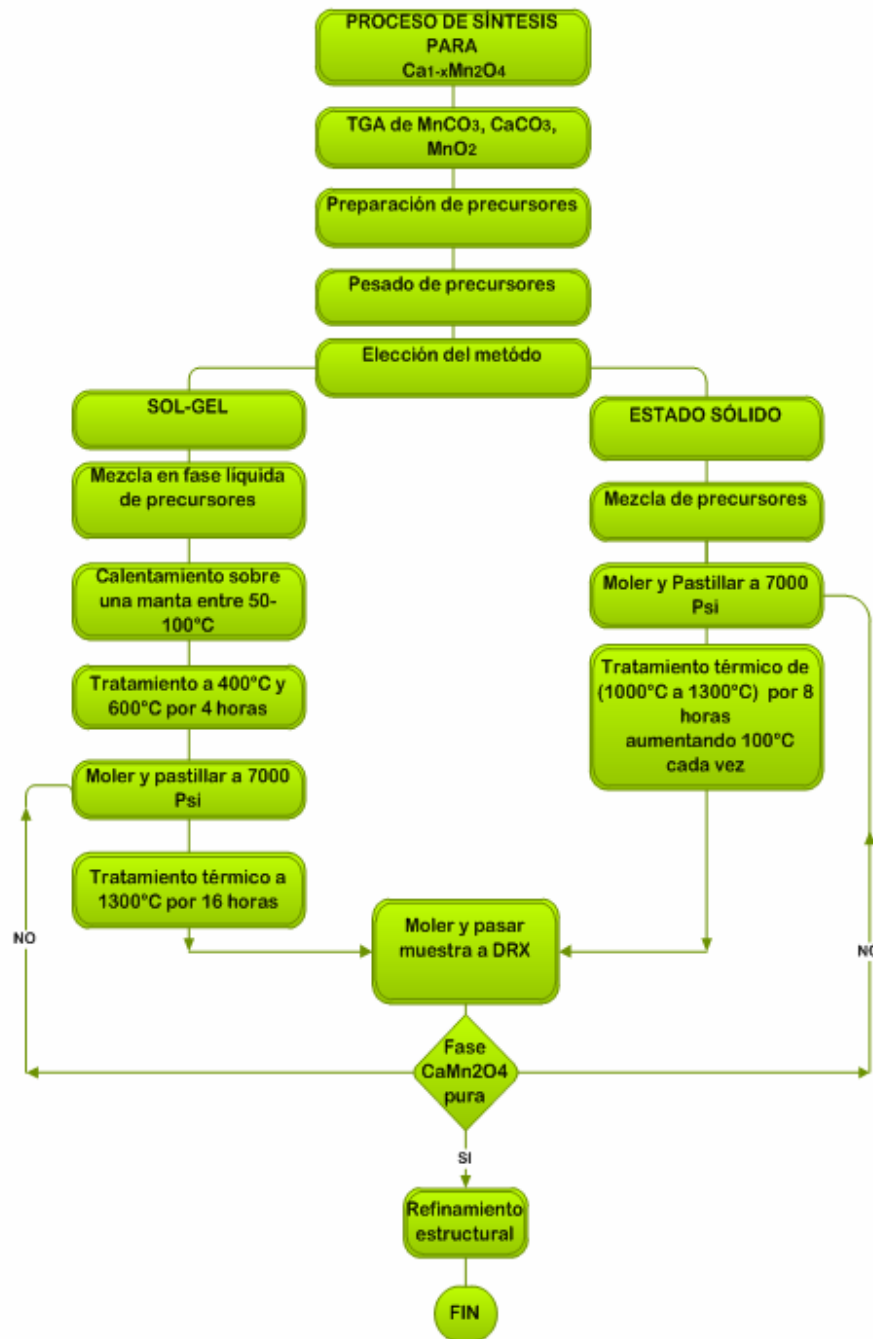 PROCESO DE SÍNTESIS
PARA
Ca1-xMn2O4
TGA de MnCO3, CaCO3,
MnO2
Preparación de precursores
Pesado de precursores
Elección del metódo
SOL-GEL
Mezcla en fase líquida
de precursores
Calentamiento sobre
una manta entre 50-
100°C
Tratamiento a 400°C y
600°C por 4 horas
Moler y pastillar a 7000
Psi
Tratamiento térmico a
1300°C por 16 horas
ESTADO SÓLIDO
Mezcla de precursores
Moler y Pastillar a 7000
Psi
Tratamiento térmico de
(1000°C a 1300°C) por 8
horas
aumentando 100°C
cada vez
Moler y pasar
muestra a DRX
NO
NO
Fase
CaMn2O4
pura
SI
Refinamiento
estructural
FIN